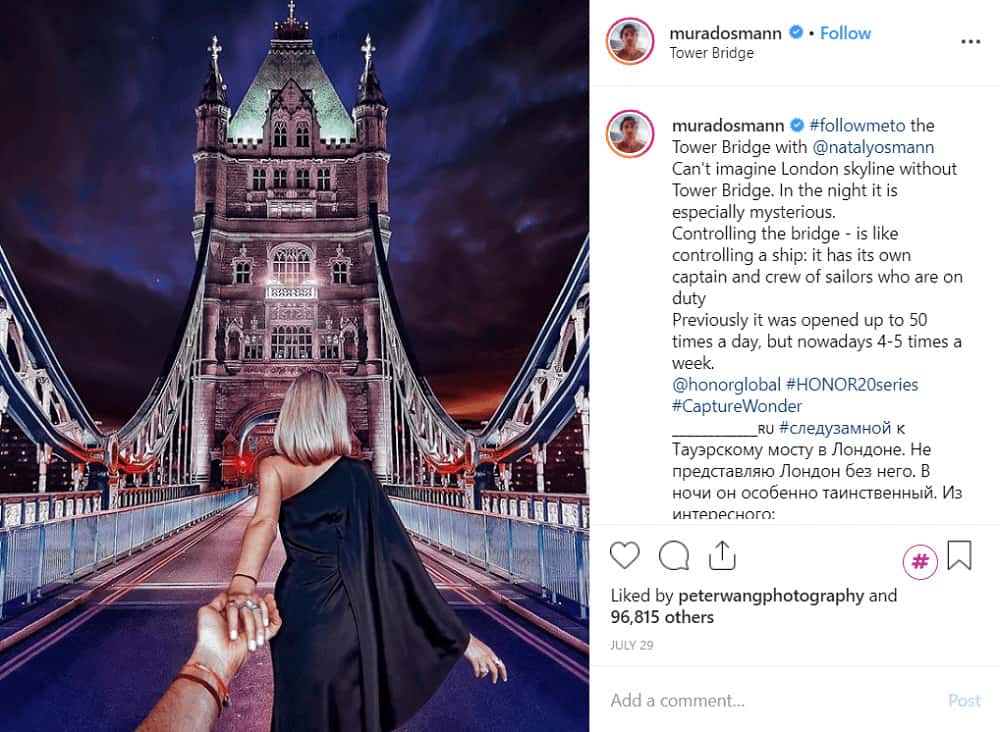 muradosmann • Follow
Tower Bridge
muradosmann #followmeto the
Tower Bridge with @natalyosmann
Can't imagine London skyline without
Tower Bridge. In the night it is
especially mysterious.
Controlling the bridge - is like
controlling a ship: it has its own
captain and crew of sailors who are on
duty
Previously it was opened up to 50
times a day, but nowadays 4-5 times a
week.
@honorglobal #HONOR20series
#CaptureWonder
___________RU #следузамной к
Тауэрскому мосту в Лондоне. Не
представляю Лондон без него. В
ночи он особенно таинственный. Из
интересного:
#
Liked by peterwangphotography and
96,815 others
JULY 29
Add a comment...
Post